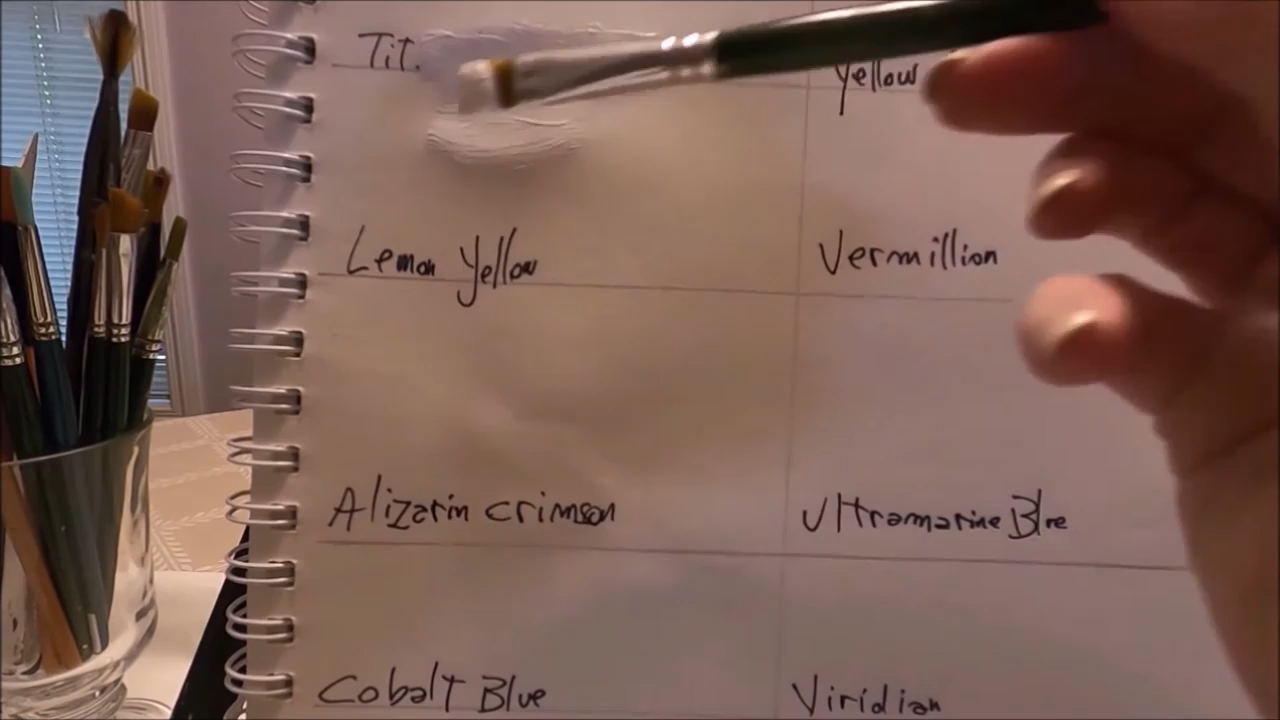 Tit.
Yellow
Lemon Yellow
Vermillion
Alizarin crimson
Ultramarine Blue
Cobalt Blue
Viridian